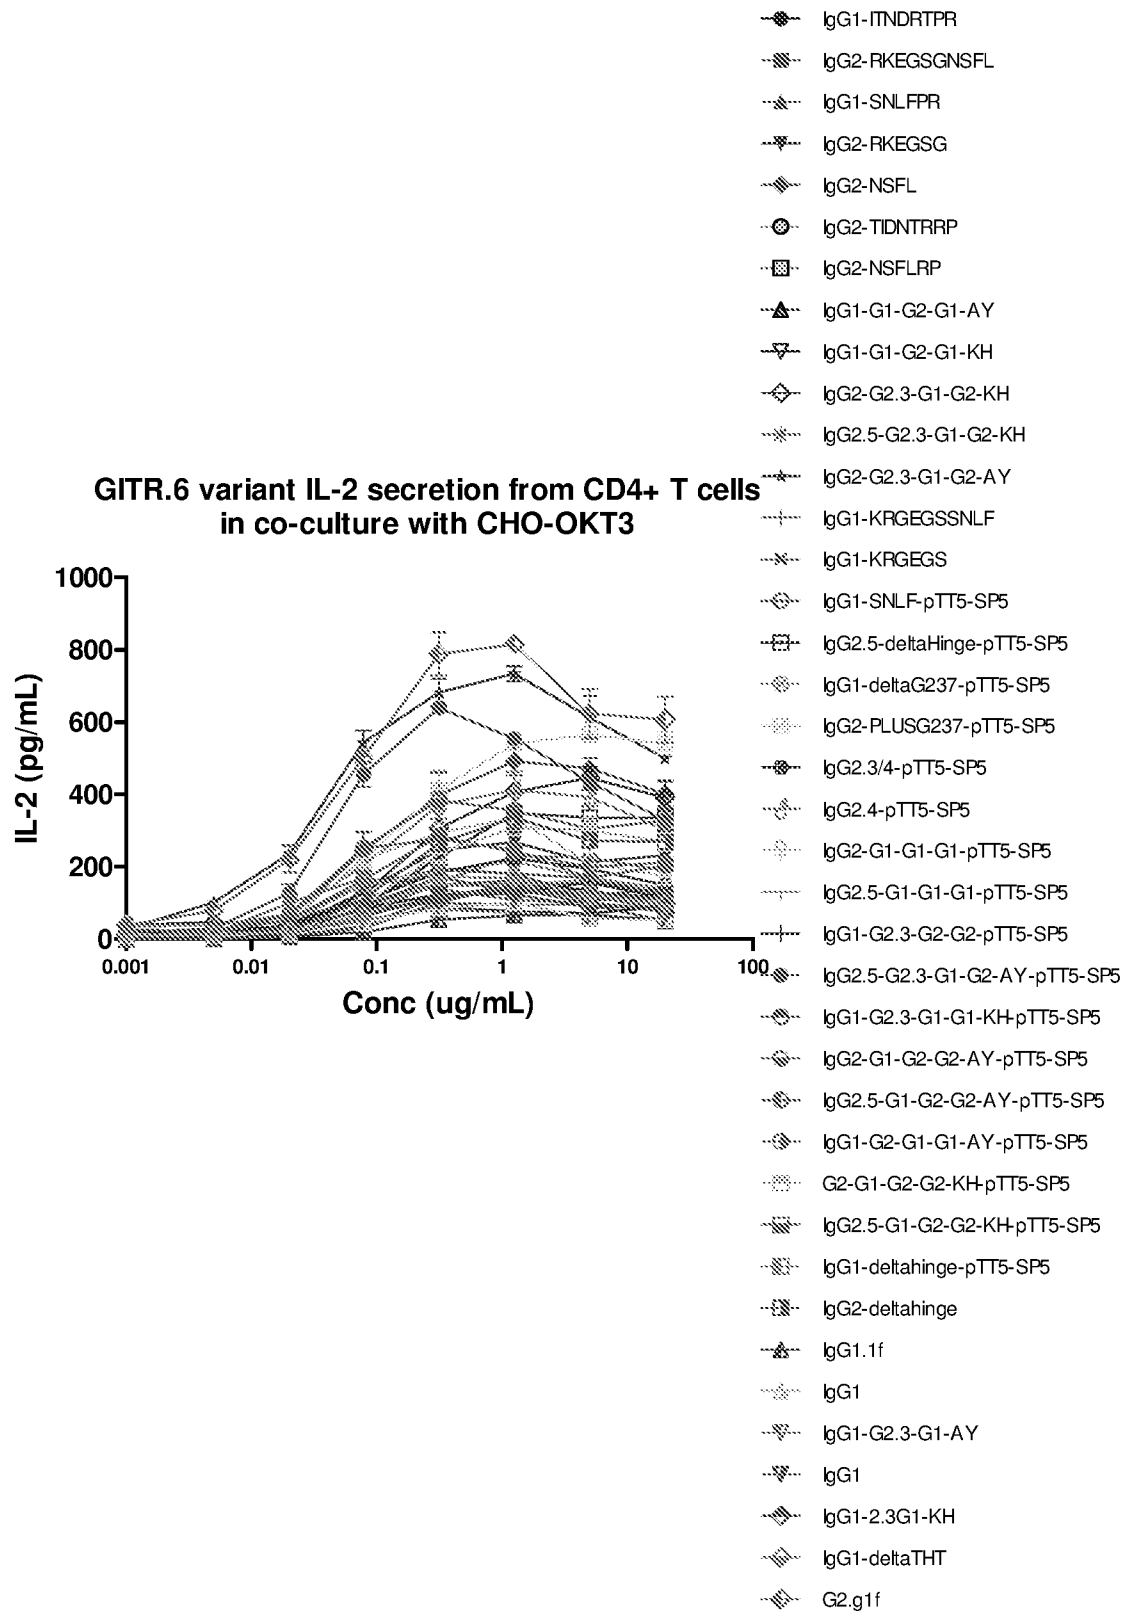 IgG1-ITNDRTPR
IgG2-RKEGSGNSFL
IgG1-SNLFPR
IgG2-RKEGSG
IgG2-NSFL
IgG2-TIDNTRRP
IgG2-NSFLRP
IgG1-G1-G2-G1-AY
IgG1-G1-G2-G1-KH
IgG2-G2.3-G1-G2-KH
IgG2.5-G2.3-G1-G2-KH
IgG2-G2.3-G1-G2-AY
IgG1-KRGEGSSNLF
IgG1-KRGEGS
IgG1-SNLF-pTT5-SP5
IgG2.5-deltaHinge-pTT5-SP5
IgG1-deltaG237-pTT5-SP5
IgG2-PLUSG237-pTT5-SP5
IgG2.3/4-pTT5-SP5
IgG2.4-pTT5-SP5
IgG2-G1-G1-G1-pTT5-SP5
IgG2.5-G1-G1-G1-pTT5-SP5
IgG1-G2.3-G2-G2-pTT5-SP5
IgG2.5-G2.3-G1-G2-AY-pTT5-SP5
IgG1-G2.3-G1-G1-KH-pTT5-SP5
IgG2-G1-G2-G2-AY-pTT5-SP5
IgG2.5-G1-G2-G2-AY-pTT5-SP5
IgG1-G2-G1-G1-AY-pTT5-SP5
G2-G1-G2-G2-KH-pTT5-SP5
IgG2.5-G1-G2-G2-KH-pTT5-SP5
IgG1-deltahinge-pTT5-SP5
IgG2-deltahinge
IgG1.1f
IgG1
IgG1-G2.3-G1-AY
IgG1
IgG1-2.3G1-KH
IgG1-deltaTHT
G2.g1f
GITR.6 variant IL-2 secretion from CD4+ T cells
in co-culture with CHO-OKT3
IL-2 (pg/mL)
1000
800
600
400
200
0
0.001
0.01
0.1
1
10
100
Conc (ug/mL)